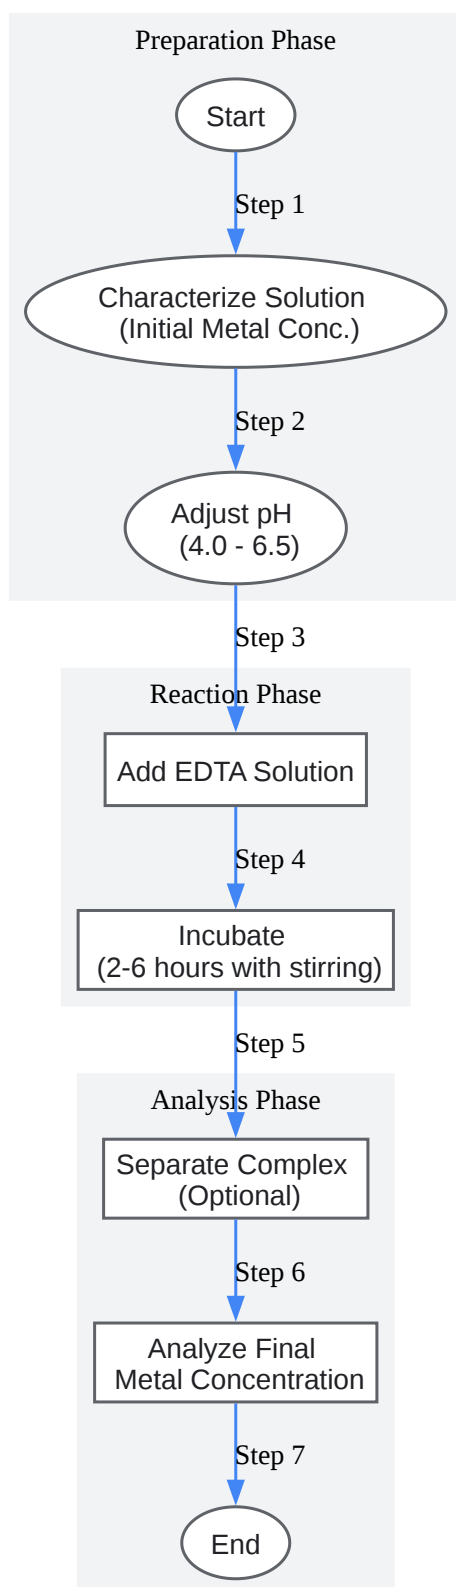 Preparation Phase
Start
Step 1
Characterize Solution
(Initial Metal Conc.)
Step 2
Adjust pH
(4.0 - 6.5)
Step 3
Reaction Phase
Add EDTA Solution
Step 4
Incubate
(2-6 hours with stirring)
Step 5
Analysis Phase
Separate Complex
(Optional)
Step 6
Analyze Final
Metal Concentration
Step 7
End